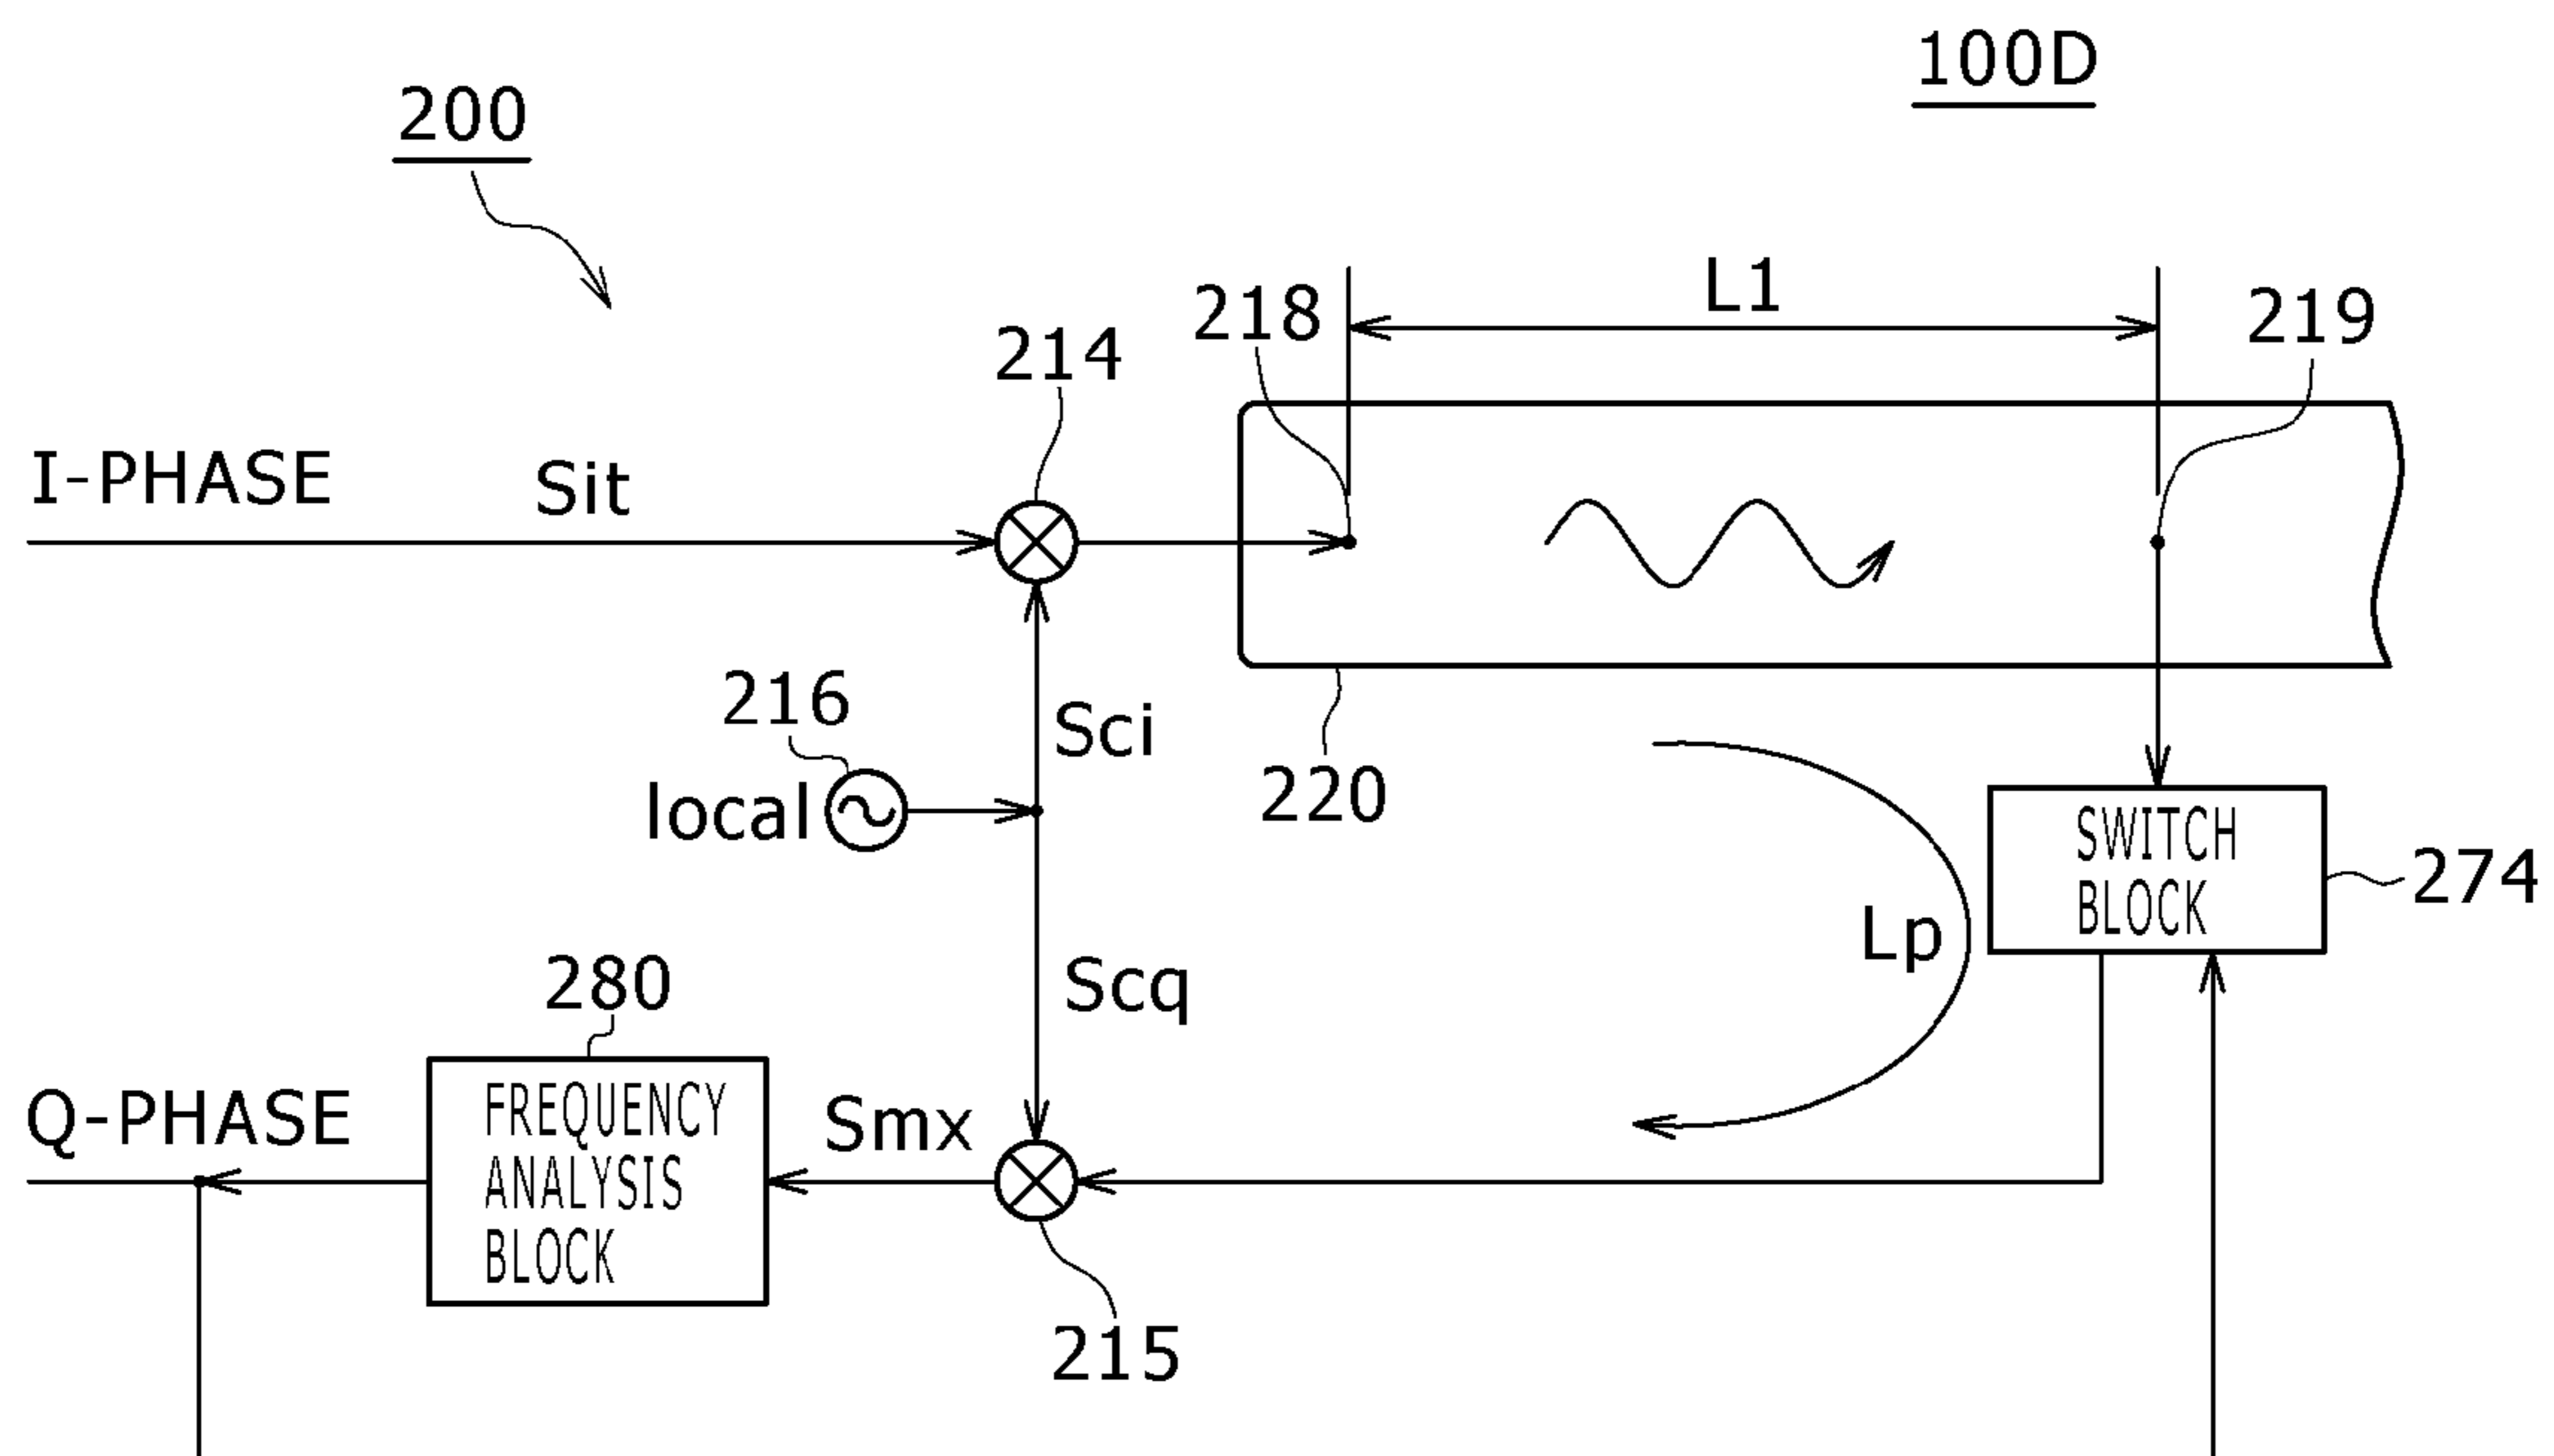 100D
200
L1
218
219
214
I-PHASE
Sit
216
Sci
local
220
SWITCH
BLOCK
274
Lp
280
Scq
FREQUENCY
ANALYSIS
BLOCK
Q-PHASE
Smx
215